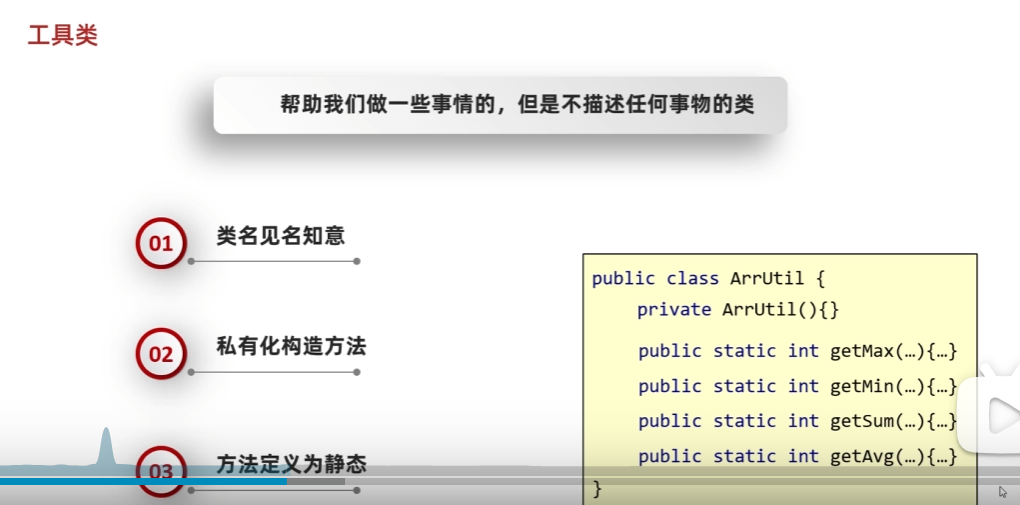 工具类
帮助我们做一些事情的，但是不描述任何事物的类
01
类名见名知意
02
私有化构造方法
03
方法定义为静态
public class ArrUtil {
private ArrUtil(){}
public static int getMax(…){…}
public static int getMin(…){…}
public static int getSum(…){…}
public static int getAvg(…){…}
}